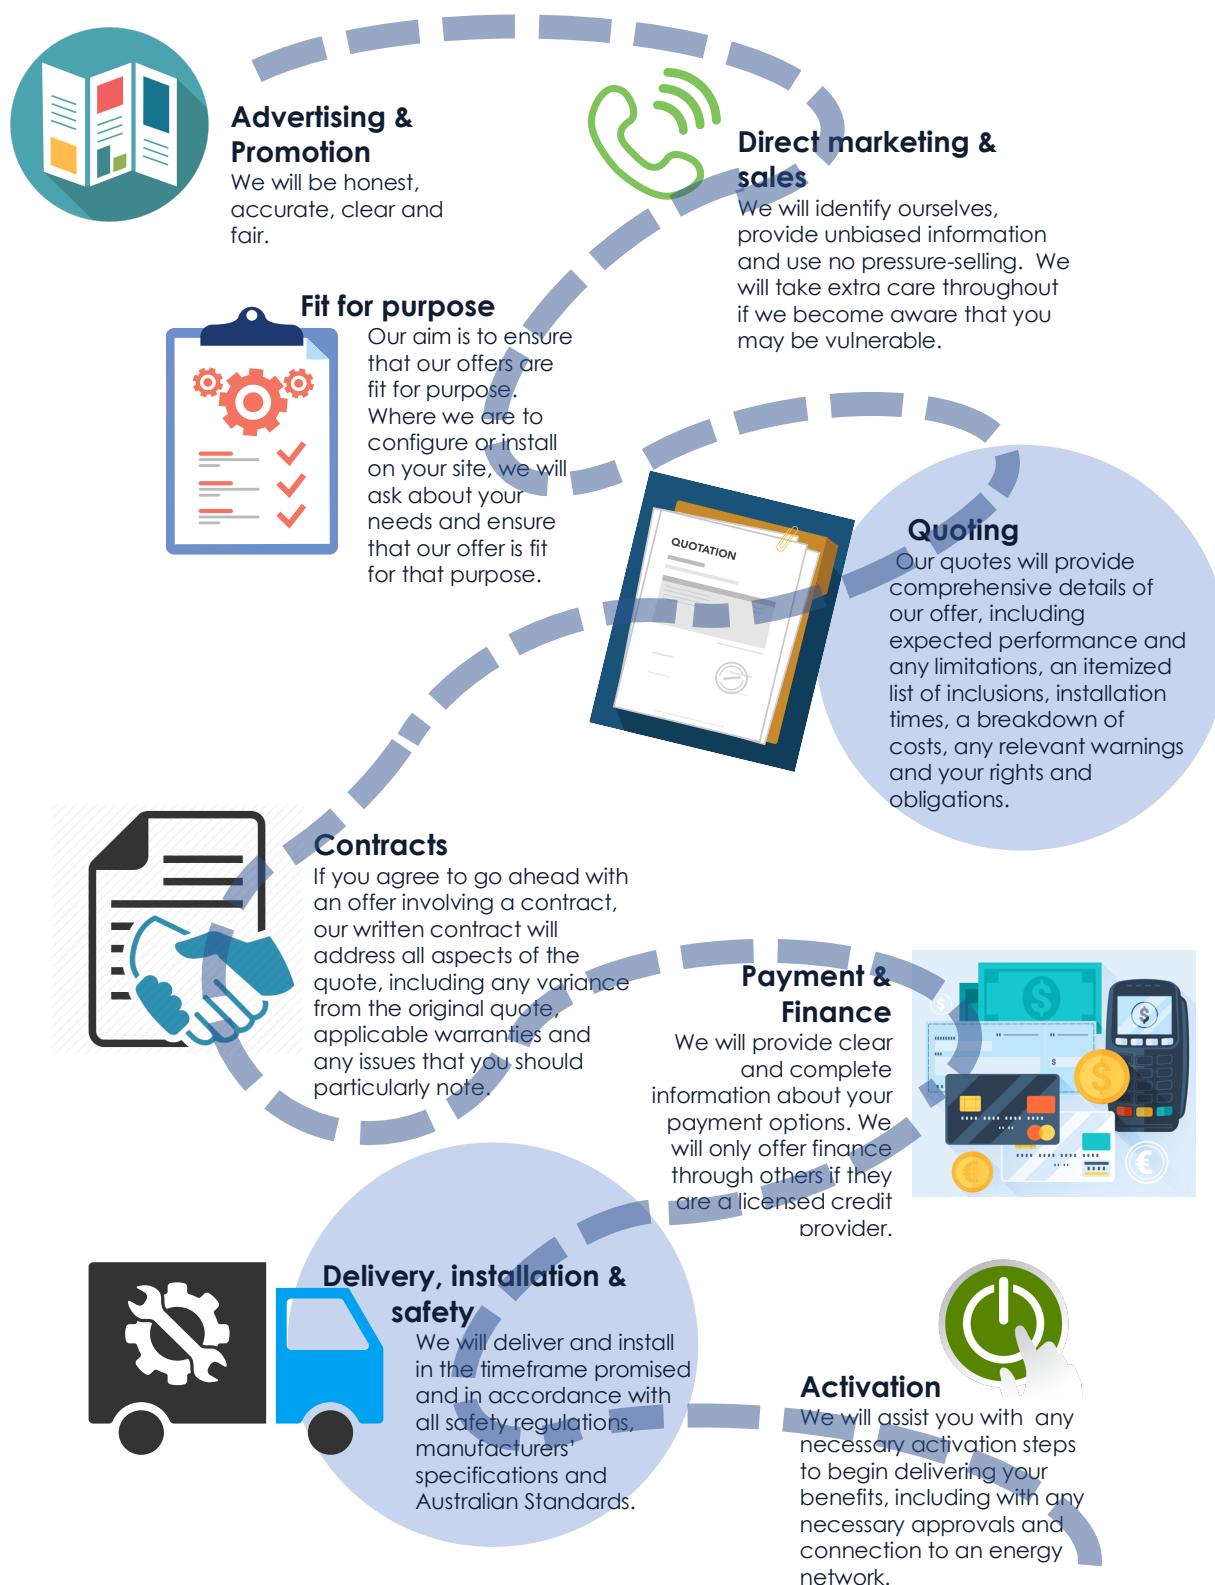 Advertising &
Promotion
We will be honest,
accurate, clear and
fair.
Direct marketing &
sales
We will identify ourselves,
provide unbiased information
and use no pressure-selling.  We
will take extra care throughout
if we become aware that you
may be vulnerable.
Fit for purpose
Our aim is to ensure
that our offers are
fit for purpose.
Where we are to
configure or install
on your site, we will
ask about your
needs and ensure
that our offer is fit
for that purpose.
QUOTATION
Quoting
Our quotes will provide
comprehensive details of
our offer, including
expected performance and
any limitations, an itemized
list of inclusions, installation
times, a breakdown of
costs, any relevant warnings
and your rights and
obligations.
Contracts
If you agree to go ahead with
an offer involving a contract,
our written contract will
address all aspects of the
quote, including any variance
from the original quote,
applicable warranties and
any issues that you should
particularly note.
Payment &
Finance
We will provide clear
and complete
information about your
payment options. We
will only offer finance
through others if they
are a licensed credit
provider.
Delivery, installation &
safety
We will deliver and install
in the timeframe promised
and in accordance with
all safety regulations,
manufacturers'
specifications and
Australian Standards.
Activation
We will assist you with  any
necessary activation steps
to begin delivering your
benefits, including with any
necessary approvals and
connection to an energy
network.